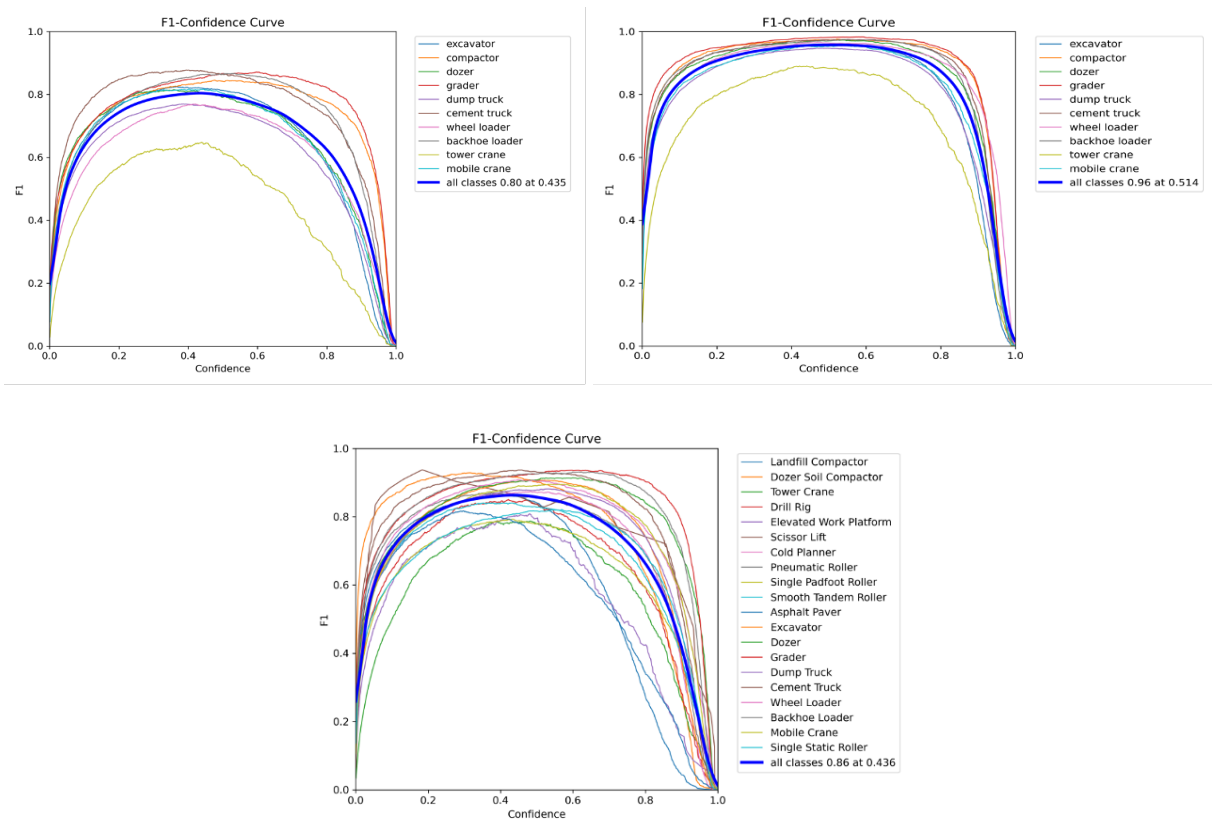 F1-Confidence Curve
1.0
0.8
0.6
0.4
0.2
0.0
F1
0.0 0.2 0.4 0.6 0.8 1.0
Confidence
excavator
compactor
dozer
grader
dump truck
cement truck
wheel loader
backhoe loader
tower crane
mobile crane
all classes 0.80 at 0.435
F1-Confidence Curve
1.0
0.8
0.6
0.4
0.2
0.0
F1
0.0 0.2 0.4 0.6 0.8 1.0
Confidence
excavator
compactor
dozer
grader
dump truck
cement truck
wheel loader
backhoe loader
tower crane
mobile crane
all classes 0.96 at 0.514
F1-Confidence Curve
1.0
0.8
0.6
0.4
0.2
0.0
F1
0.0 0.2 0.4 0.6 0.8 1.0
Confidence
Landfill Compactor
Dozer Soil Compactor
Tower Crane
Drill Rig
Elevated Work Platform
Scissor Lift
Cold Planner
Pneumatic Roller
Single Padfoot Roller
Smooth Tandem Roller
Asphalt Paver
Excavator
Dozer
Grader
Dump Truck
Cement Truck
Wheel Loader
Backhoe Loader
Mobile Crane
Single Static Roller
all classes 0.86 at 0.436